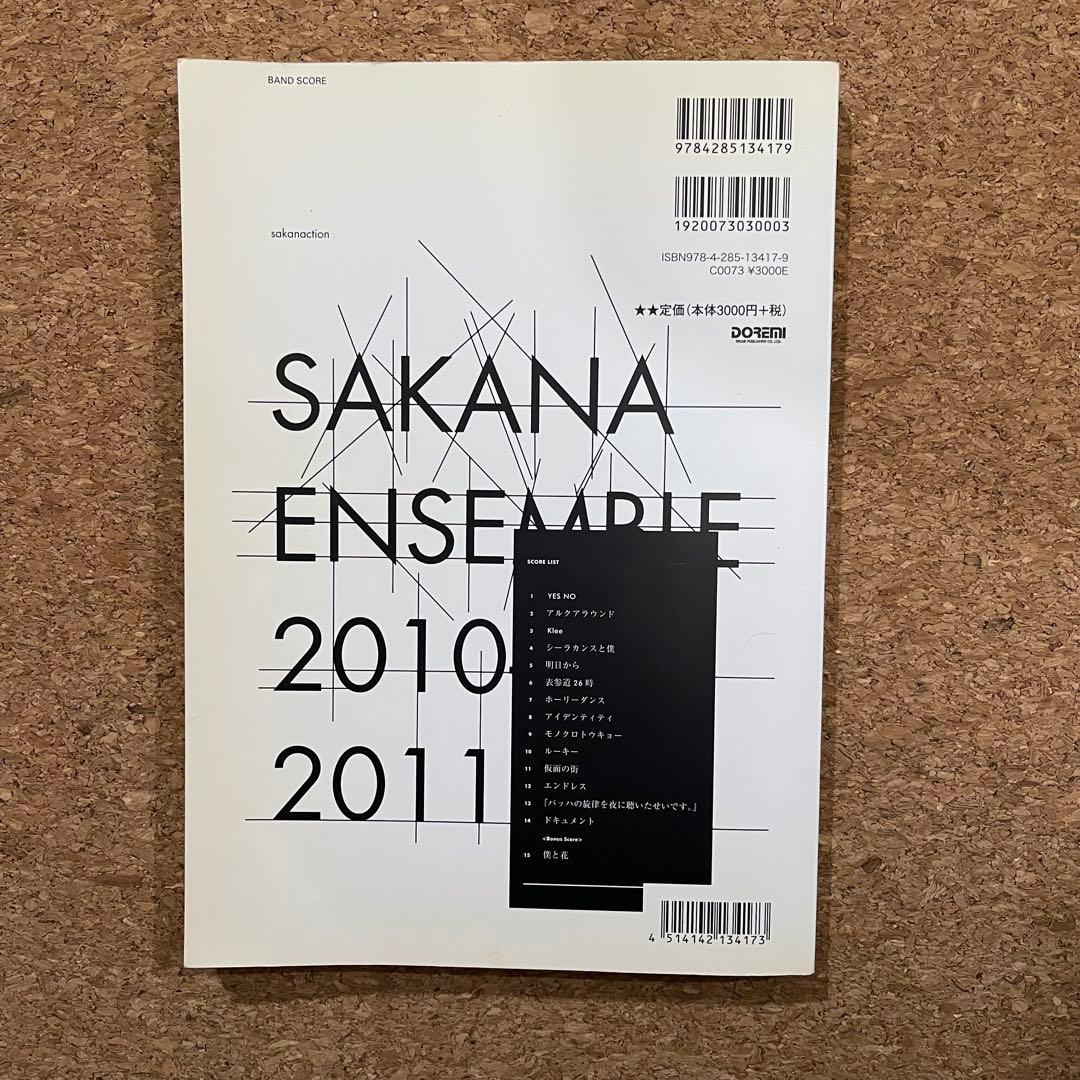 BAND SCORE
9784285134179
1920073030003
sakanaction
ISBN978-4-285-13417-9
C0073 ¥3000E
★★定価(本体3000円+税)
DOREMI
MUSIC PUBLISHING CO., LTD.
SAKANA
ENSEMBLE
2010-
2011
SCORE LIST
1 YES NO
2 アルクアラウンド
3 Klee
4 シーラカンスと僕
5 明日から
6 表参道26時
7 ホーリーダンス
8 アイデンティティ
9 モノクロトウキョー
10 ルーキー
11 仮面の街
12 エンドレス
13 『バッハの旋律を夜に聴いたせいです。』
14 ドキュメント
<Bonus Score>
15 僕と花
4 514142 134173